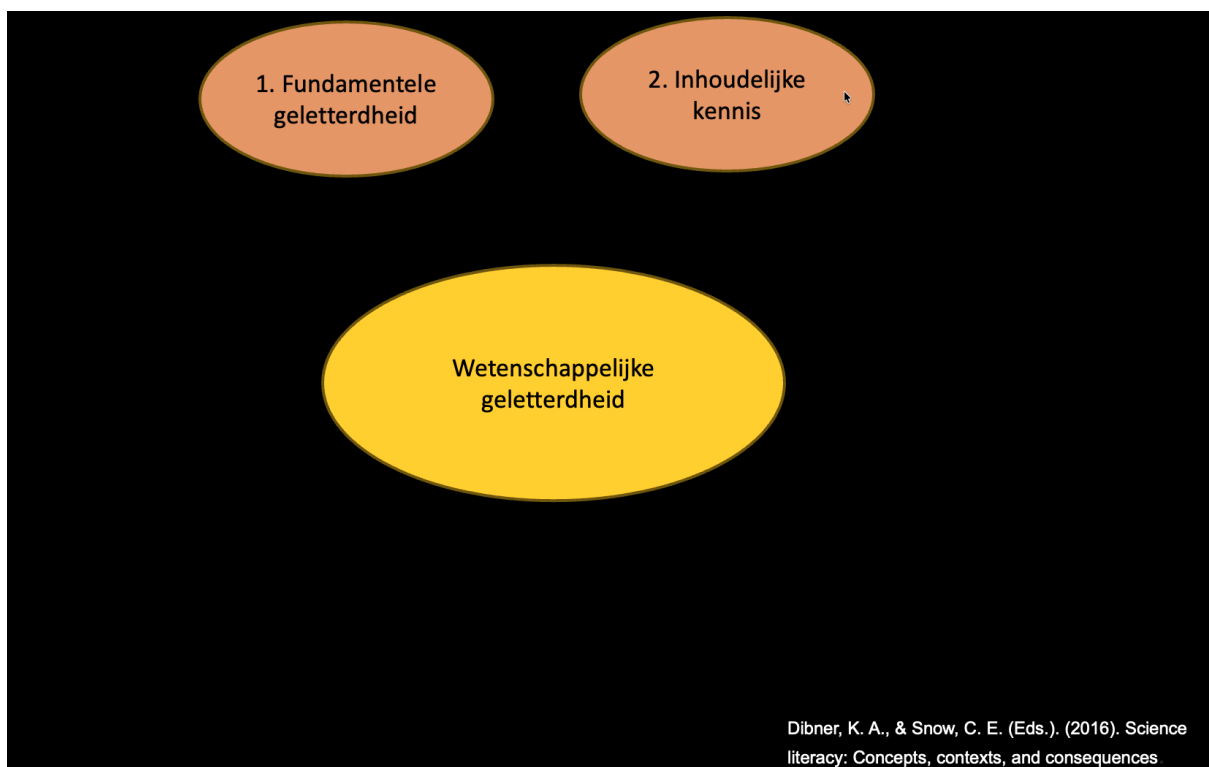 1. Fundamentele
geletterdheid
2. Inhoudelijke
kennis
Wetenschappelijke
geletterdheid
Dibner, K. A., & Snow, C. E. (Eds.). (2016). Science
literacy: Concepts, contexts, and consequences